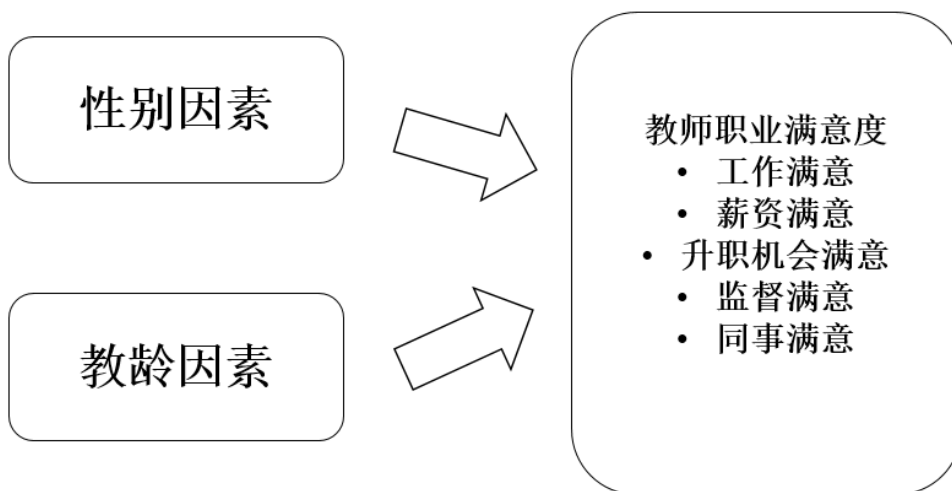 性别因素
教龄因素
教师职业满意度
• 工作满意
• 薪资满意
• 升职机会满意
• 监督满意
• 同事满意